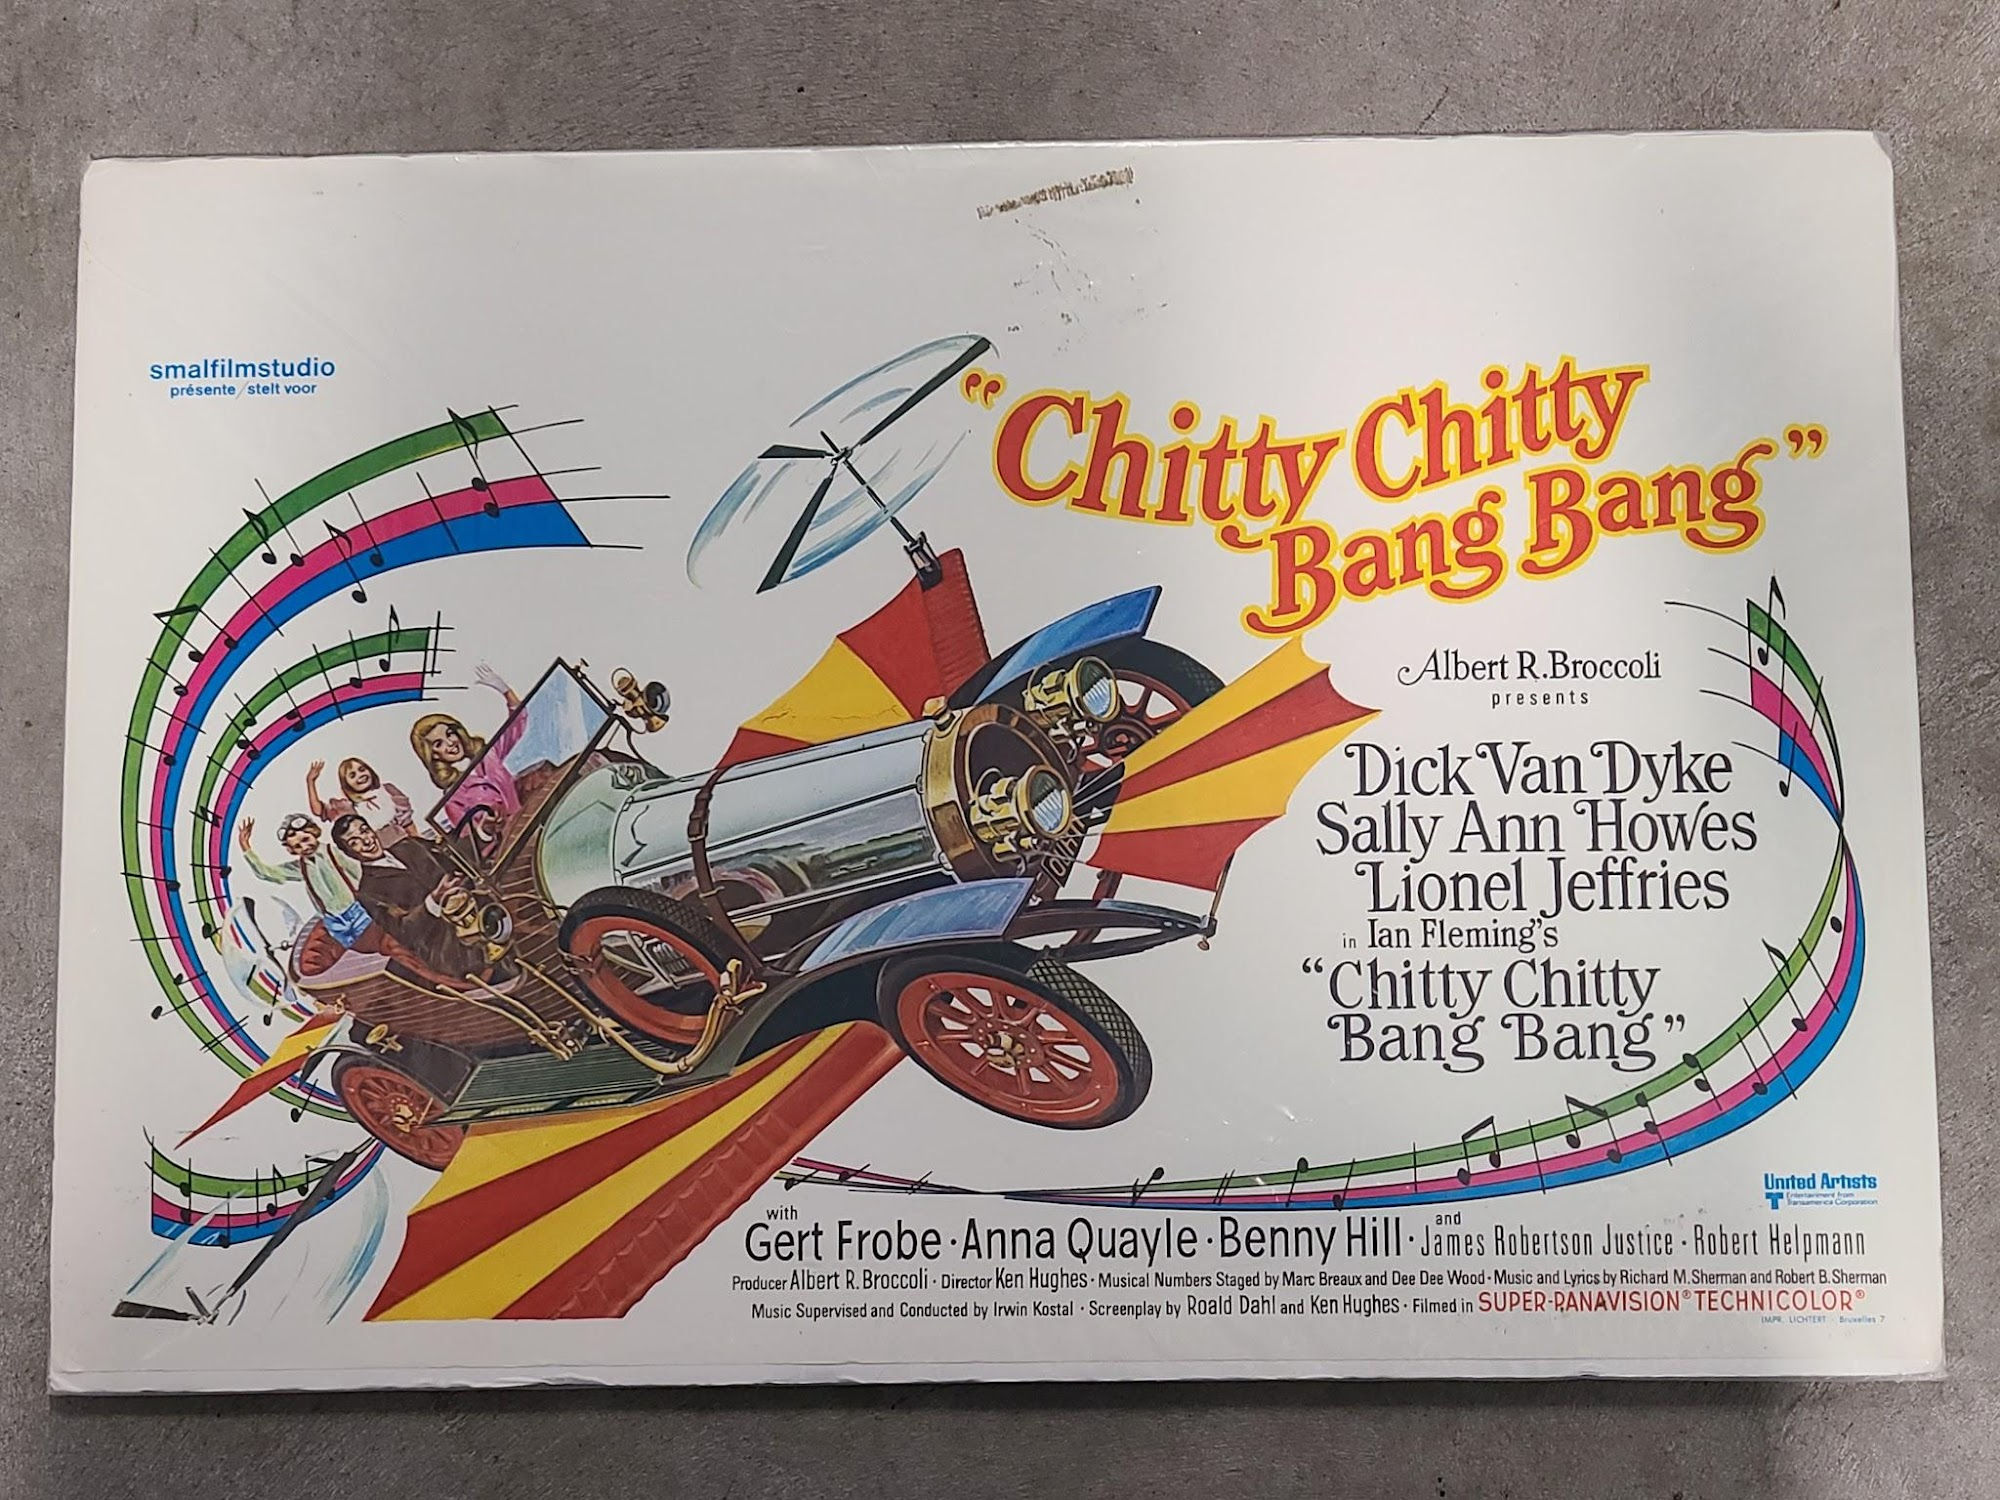 smalfilmstudio
présente/stelt voor
“Chitty Chitty
Bang Bang”
Albert R. Broccoli
presents
Dick Van Dyke
Sally Ann Howes
Lionel Jeffries
in Ian Fleming's
“Chitty Chitty
Bang Bang”
United Artists
Entertainment from
Transamerica Corporation
with
Gert Frobe · Anna Quayle · Benny Hill · and James Robertson Justice · Robert Helpmann
Producer Albert R. Broccoli · Director Ken Hughes · Musical Numbers Staged by Marc Breaux and Dee Dee Wood · Music and Lyrics by Richard M. Sherman and Robert B. Sherman
Music Supervised and Conducted by Irwin Kostal · Screenplay by Roald Dahl and Ken Hughes · Filmed in SUPER-PANAVISION® TECHNICOLOR®
IMPR. LICHTERT - Bruxelles 7